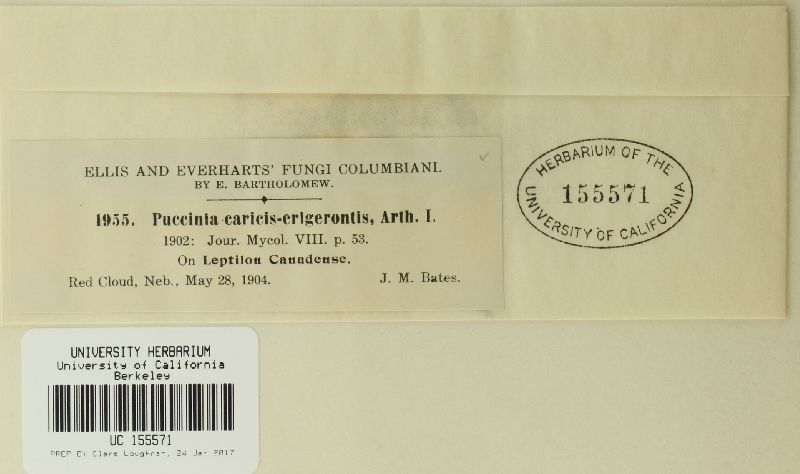 ELLIS AND EVERHARTS' FUNGI COLUMBIANI.
BY E. BARTHOLOMEW.
1955. Puccinia caricis-erigerontis, Arth. I.
1902: Jour. Mycol. VIII. p. 53.
On Leptilon Canadense.
Red Cloud, Neb., May 28, 1904. J. M. Bates.
HERBARIUM OF THE
155571
UNIVERSITY OF CALIFORNIA
UNIVERSITY HERBARIUM
University of California
Berkeley
UC 155571
PREP By Clare Loughran, 24 Jan 2017